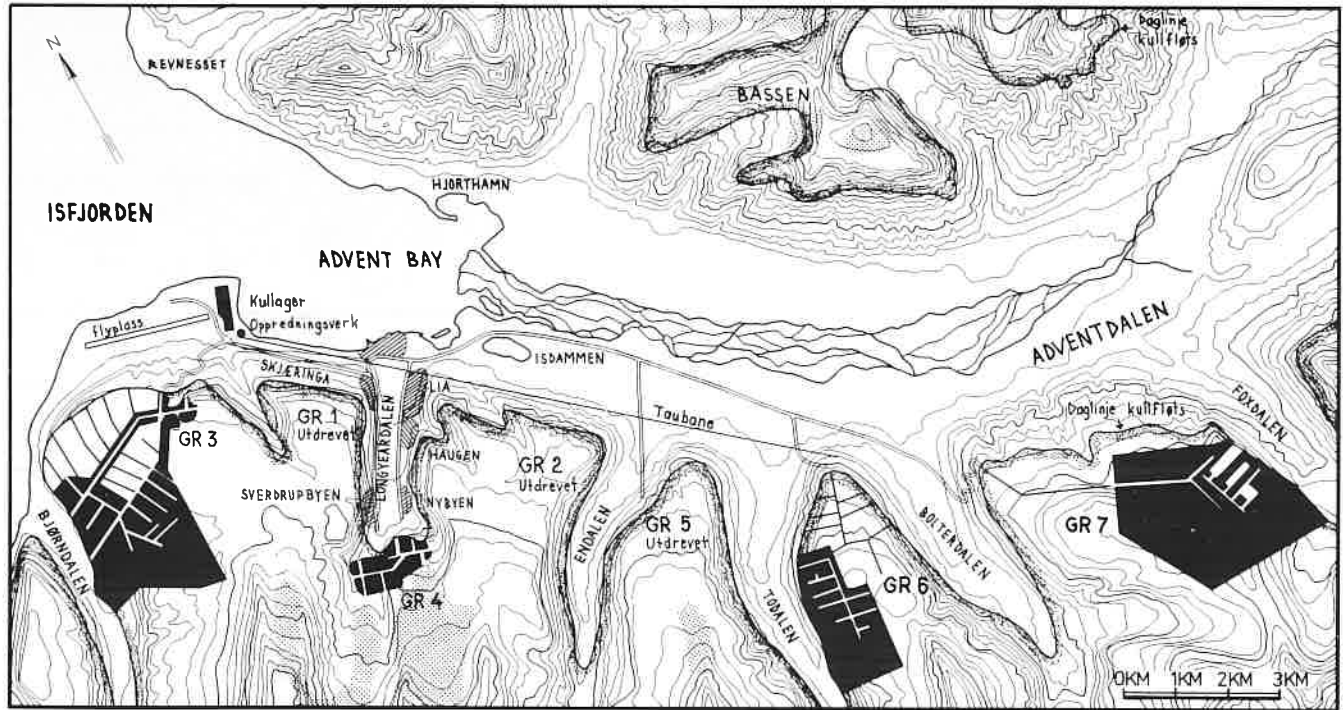 Daglinje
kullfløts
N
REVNESSET
BASSEN
HJORTHAMN
ISFJORDEN
ADVENT BAY
Kullager
Oppredningsverk
flyplass
ADVENTDALEN
ISDAMMEN
SKJÆRINGA
LIA
Taubane
FOXDALEN
Daglinje kullfløts
GR 1
Utdrevet
LONGYEARDALEN
GR 3
HAUGEN
GR 2
Utdrevet
SVERDRUPBYEN
NYBYEN
BJØRNDALEN
ENDALEN
GR 5
Utdrevet
BOLTERDALEN
GR 7
GR 4
GR 6
TODALEN
0KM 1KM 2KM 3KM